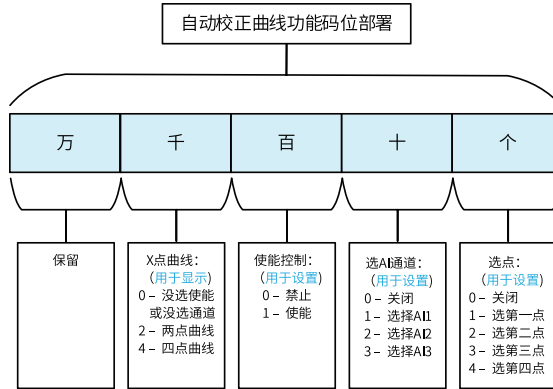 自动校正曲线功能码位部署
万
千
百
十
个
保留
X点曲线：
（用于显示）
0 – 没选使能
或没选通道
2 – 两点曲线
4 – 四点曲线
使能控制：
（用于设置）
0 – 禁止
1 – 使能
选AI通道：
（用于设置）
0 – 关闭
1 – 选择AI1
2 – 选择AI2
3 – 选择AI3
选点：
（用于设置）
0 – 关闭
1 – 选第一点
2 – 选第二点
3 – 选第三点
4 – 选第四点